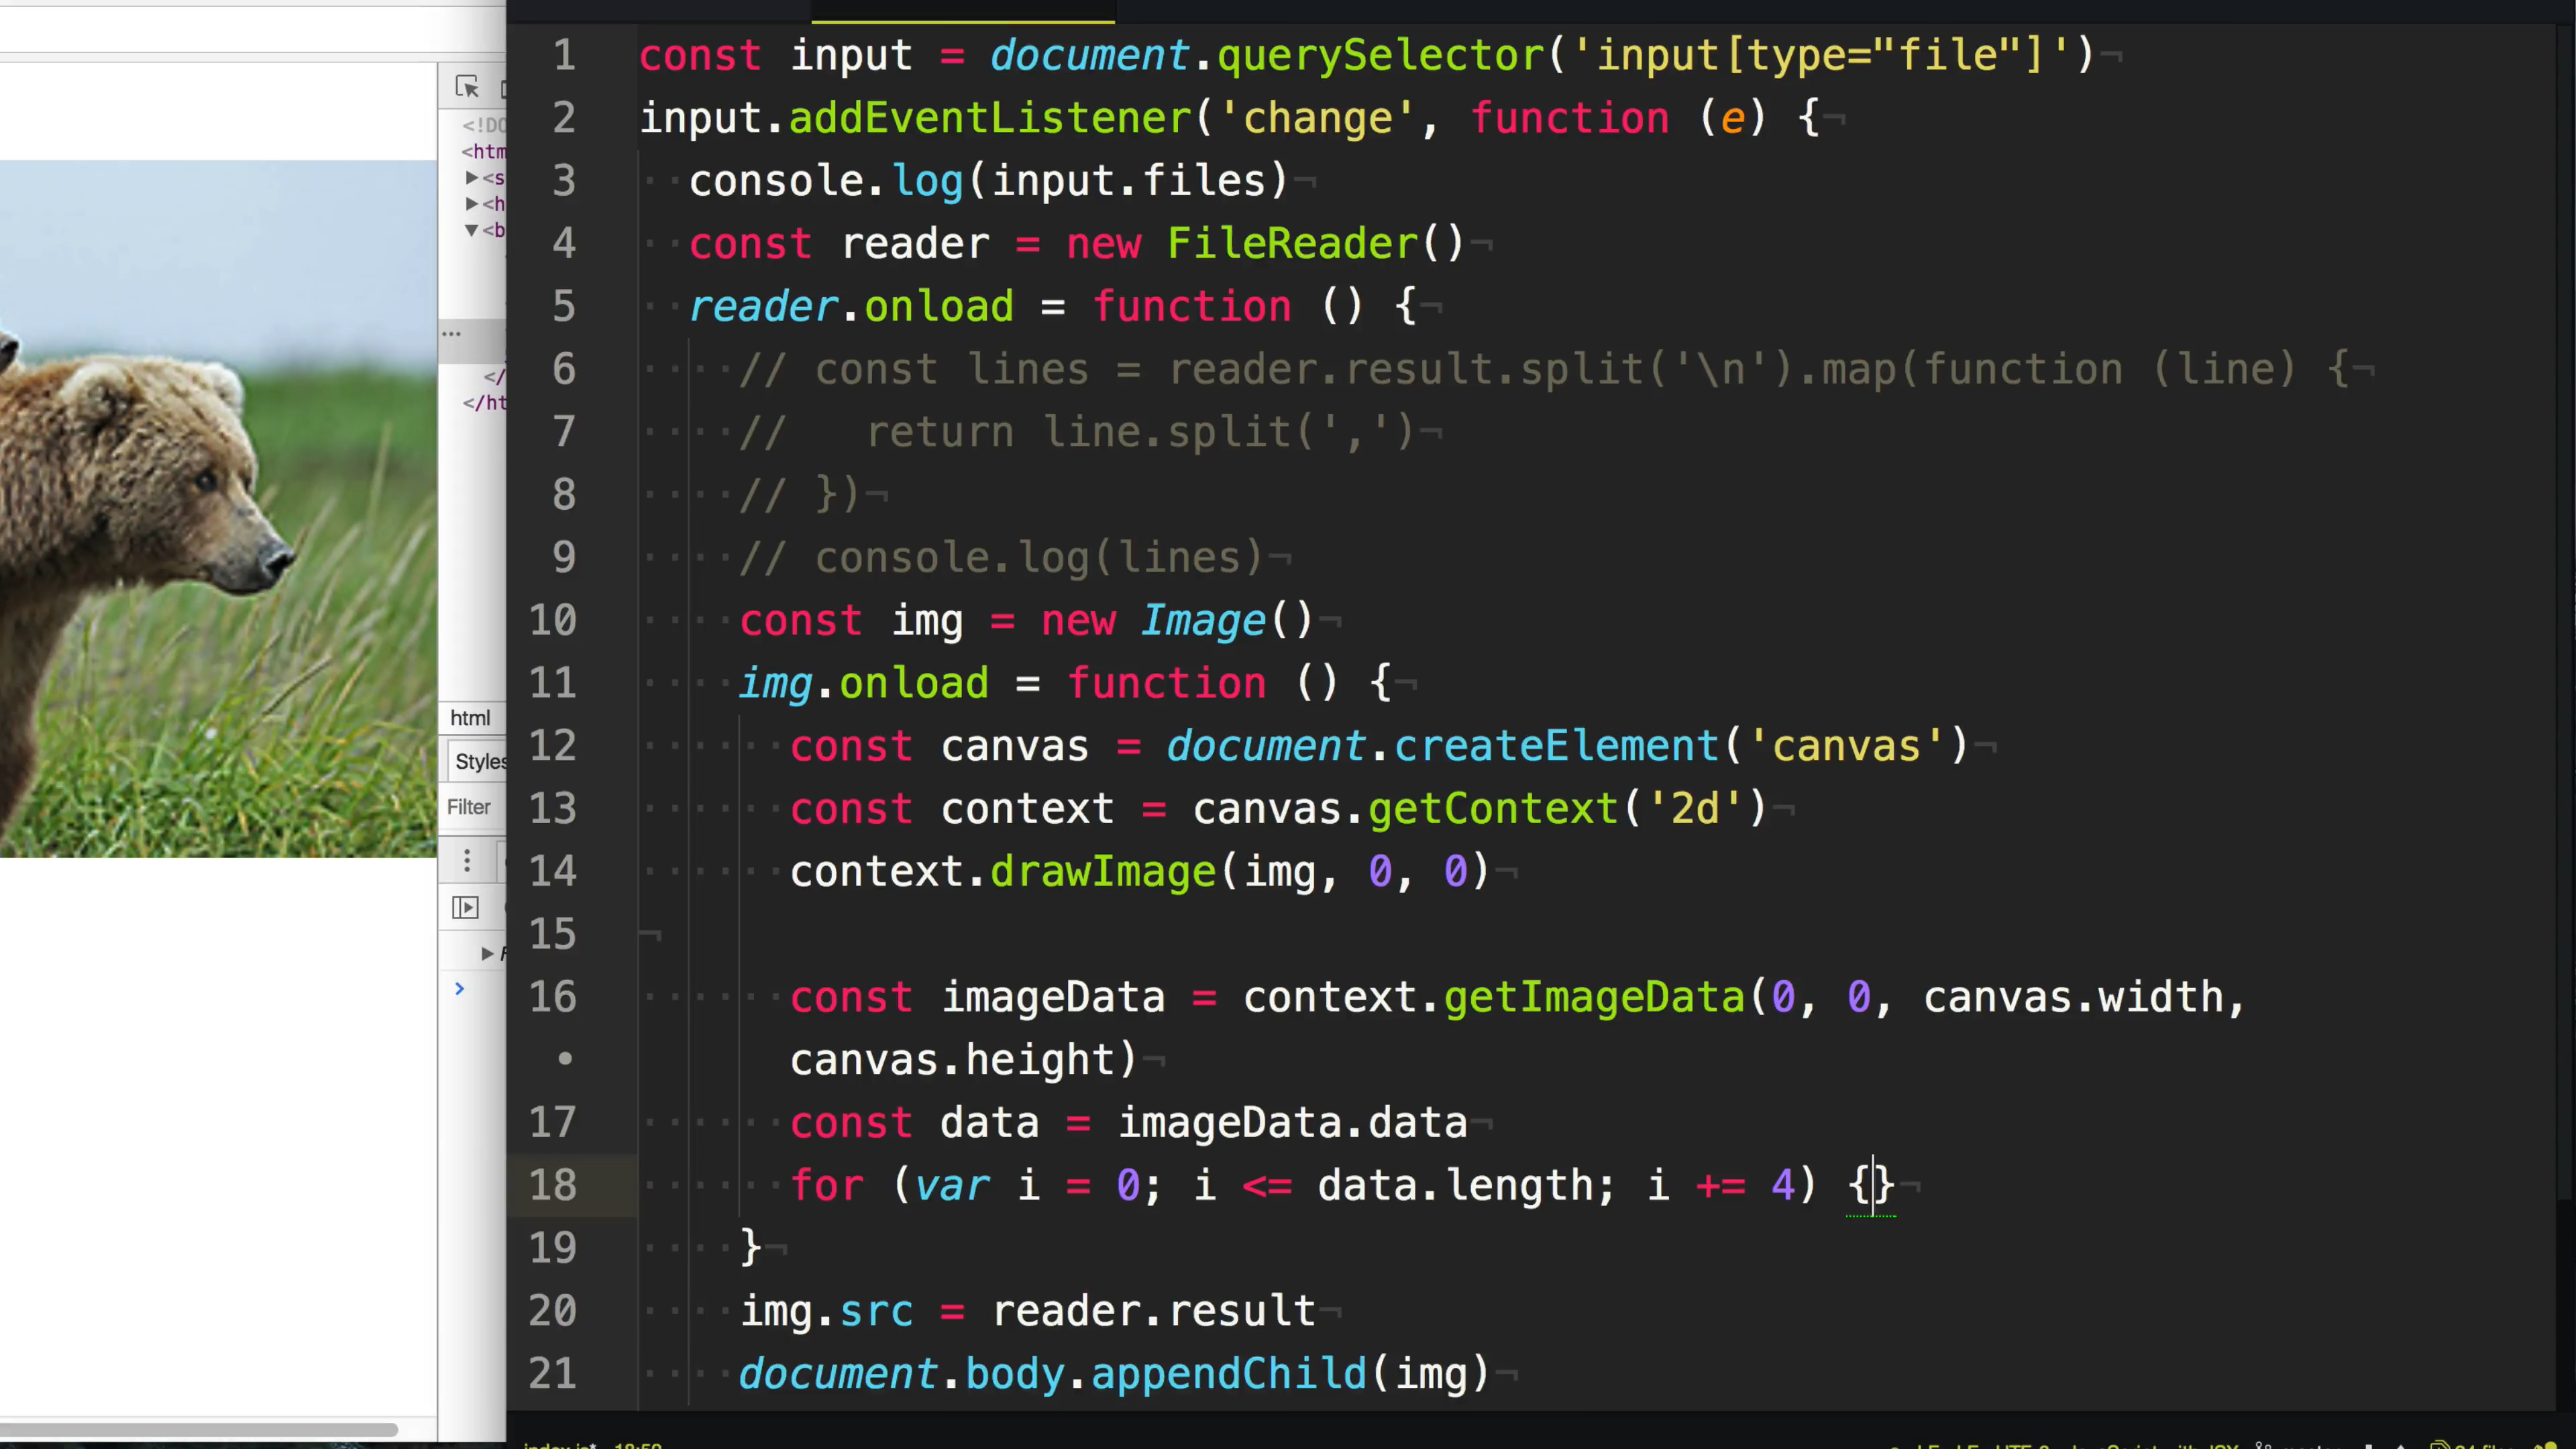 <!DO
<htm
▶<s
▶<h
▼<b
</
</ht
html
Styles
Filter
1 const input = document.querySelector('input[type="file"]')
2 input.addEventListener('change', function (e) {
3 console.log(input.files)
4 const reader = new FileReader()
5 reader.onload = function () {
6 // const lines = reader.result.split('\n').map(function (line) {
7 // return line.split(',')
8 // })
9 // console.log(lines)
10 const img = new Image()
11 img.onload = function () {
12 const canvas = document.createElement('canvas')
13 const context = canvas.getContext('2d')
14 context.drawImage(img, 0, 0)
15
16 const imageData = context.getImageData(0, 0, canvas.width,
• canvas.height)
17 const data = imageData.data
18 for (var i = 0; i <= data.length; i += 4) {}
19 }
20 img.src = reader.result
21 document.body.appendChild(img)